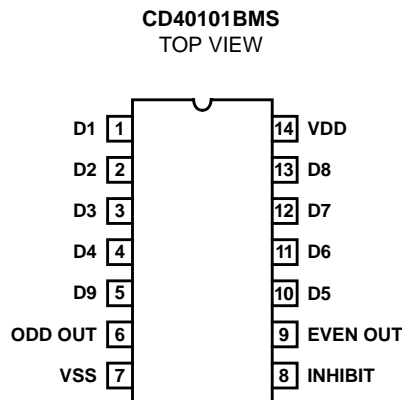 CD40101BMS
TOP VIEW
D1 1 14 VDD
D2 2 13 D8
D3 3 12 D7
D4 4 11 D6
D9 5 10 D5
ODD OUT 6 9 EVEN OUT
VSS 7 8 INHIBIT